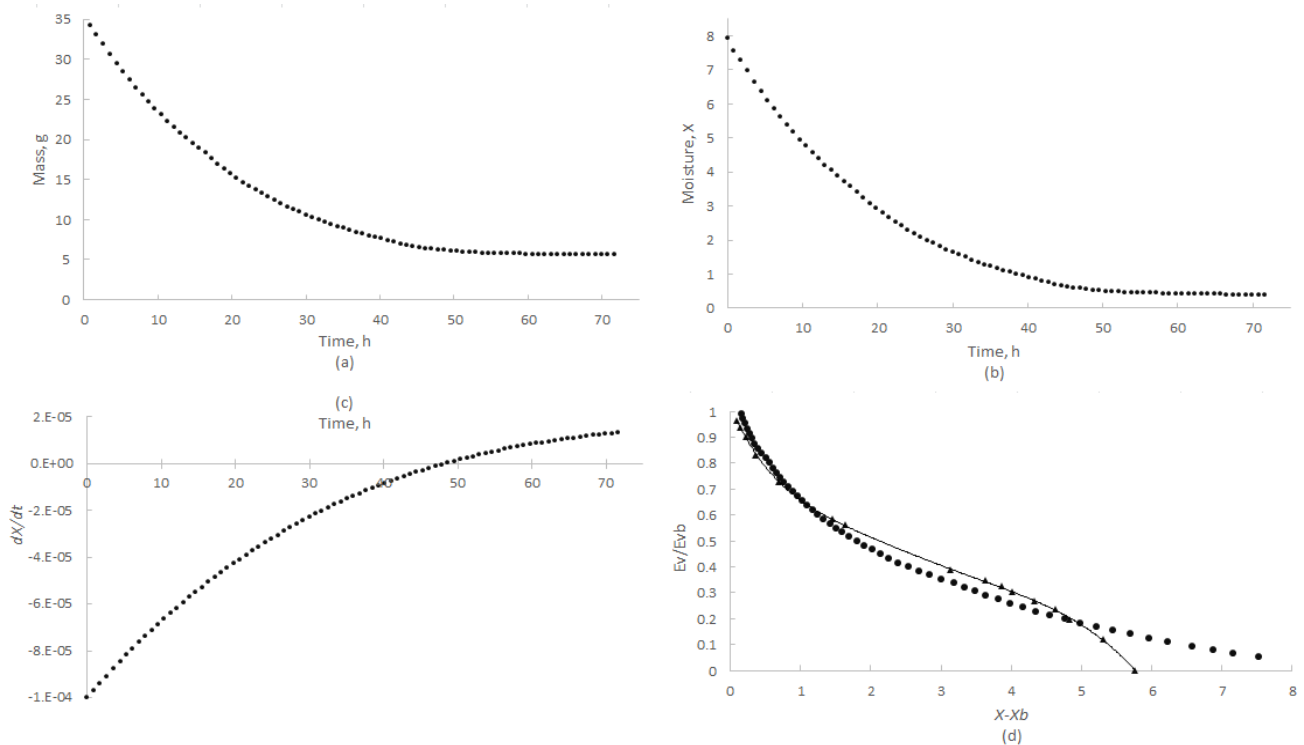 35
30
25
20
15
10
5
0
Mass, g
0 10 20 30 40 50 60 70
Time, h
(a)
8
7
6
5
4
3
2
1
0
Moisture, X
0 10 20 30 40 50 60 70
Time, h
(b)
(c)
Time, h
2.E-05
0.E+00
-2.E-05
-4.E-05
-6.E-05
-8.E-05
-1.E-04
dX/dt
0 10 20 30 40 50 60 70
1
0.9
0.8
0.7
0.6
0.5
0.4
0.3
0.2
0.1
0
Ev/Evb
0 1 2 3 4 5 6 7 8
X-Xb
(d)